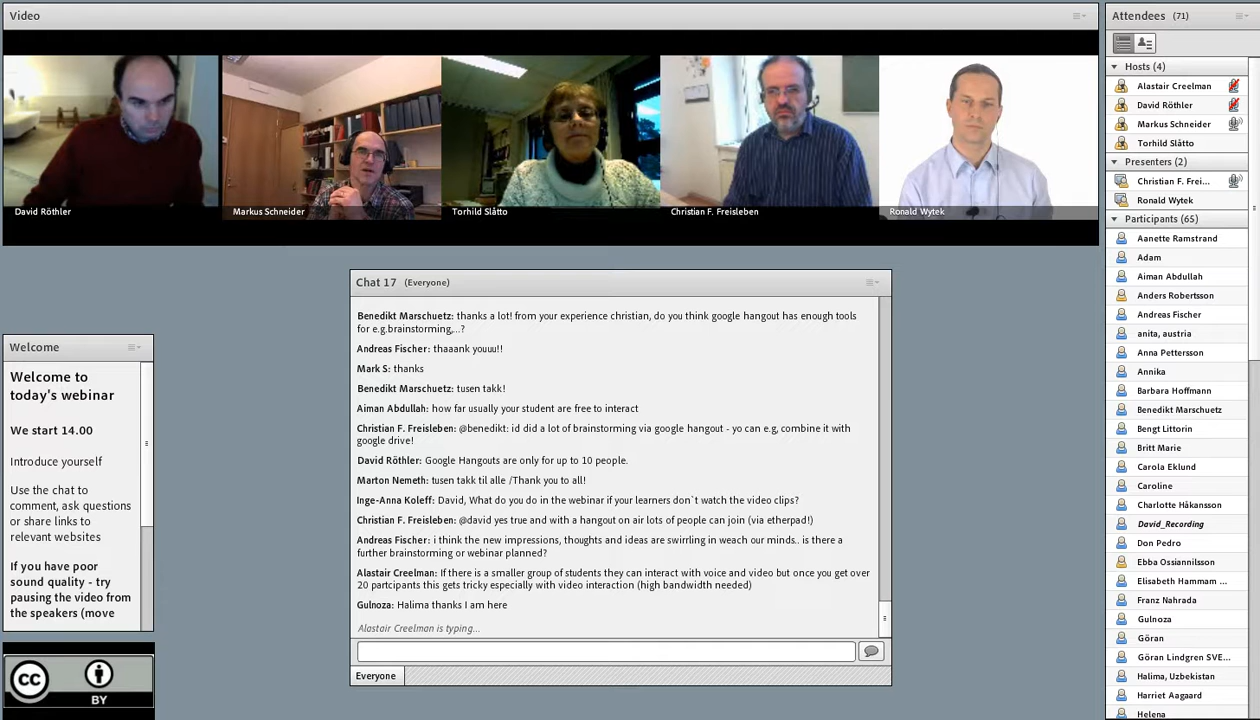 Video
David Röthler
Markus Schneider
Torhild Slåtto
Christian F. Freisleben
Ronald Wytek
Welcome
Welcome to
today's webinar
We start 14.00
Introduce yourself
Use the chat to
comment, ask questions
or share links to
relevant websites
If you have poor
sound quality - try
pausing the video from
the speakers (move
CC
BY
Chat 17 (Everyone)
Benedikt Marschuetz: thanks a lot! from your experience christian, do you think google hangout has enough tools
for e.g.brainstorming,...?
Andreas Fischer: thaaank youuu!!
Mark S: thanks
Benedikt Marschuetz: tusen takk!
Aiman Abdullah: how far usually your student are free to interact
Christian F. Freisleben: @benedikt: id did a lot of brainstorming via google hangout - yo can e.g, combine it with
google drive!
David Röthler: Google Hangouts are only for up to 10 people.
Marton Nemeth: tusen takk til alle /Thank you to all!
Inge-Anna Koleff: David, What do you do in the webinar if your learners don`t watch the video clips?
Christian F. Freisleben: @david yes true and with a hangout on air lots of people can join (via etherpad!)
Andreas Fischer: i think the new impressions, thoughts and ideas are swirrling in weach our minds.. is there a
further brainstorming or webinar planned?
Alastair Creelman: If there is a smaller group of students they can interact with voice and video but once you get over
20 partcipants this gets tricky especially with video interaction (high bandwidth needed)
Gulnoza: Halima thanks I am here
Alastair Creelman is typing...
Everyone
Attendees (71)
Hosts (4)
Alastair Creelman
David Röthler
Markus Schneider
Torhild Slåtto
Presenters (2)
Christian F. Frei...
Ronald Wytek
Participants (65)
Aanette Ramstrand
Adam
Aiman Abdullah
Anders Robertsson
Andreas Fischer
anita, austria
Anna Pettersson
Annika
Barbara Hoffmann
Benedikt Marschuetz
Bengt Littorin
Britt Marie
Carola Eklund
Caroline
Charlotte Håkansson
David_Recording
Don Pedro
Ebba Ossiannilsson
Elisabeth Hammam ...
Franz Nahrada
Gulnoza
Göran
Göran Lindgren SVE...
Halima, Uzbekistan
Harriet Aagaard
Helena